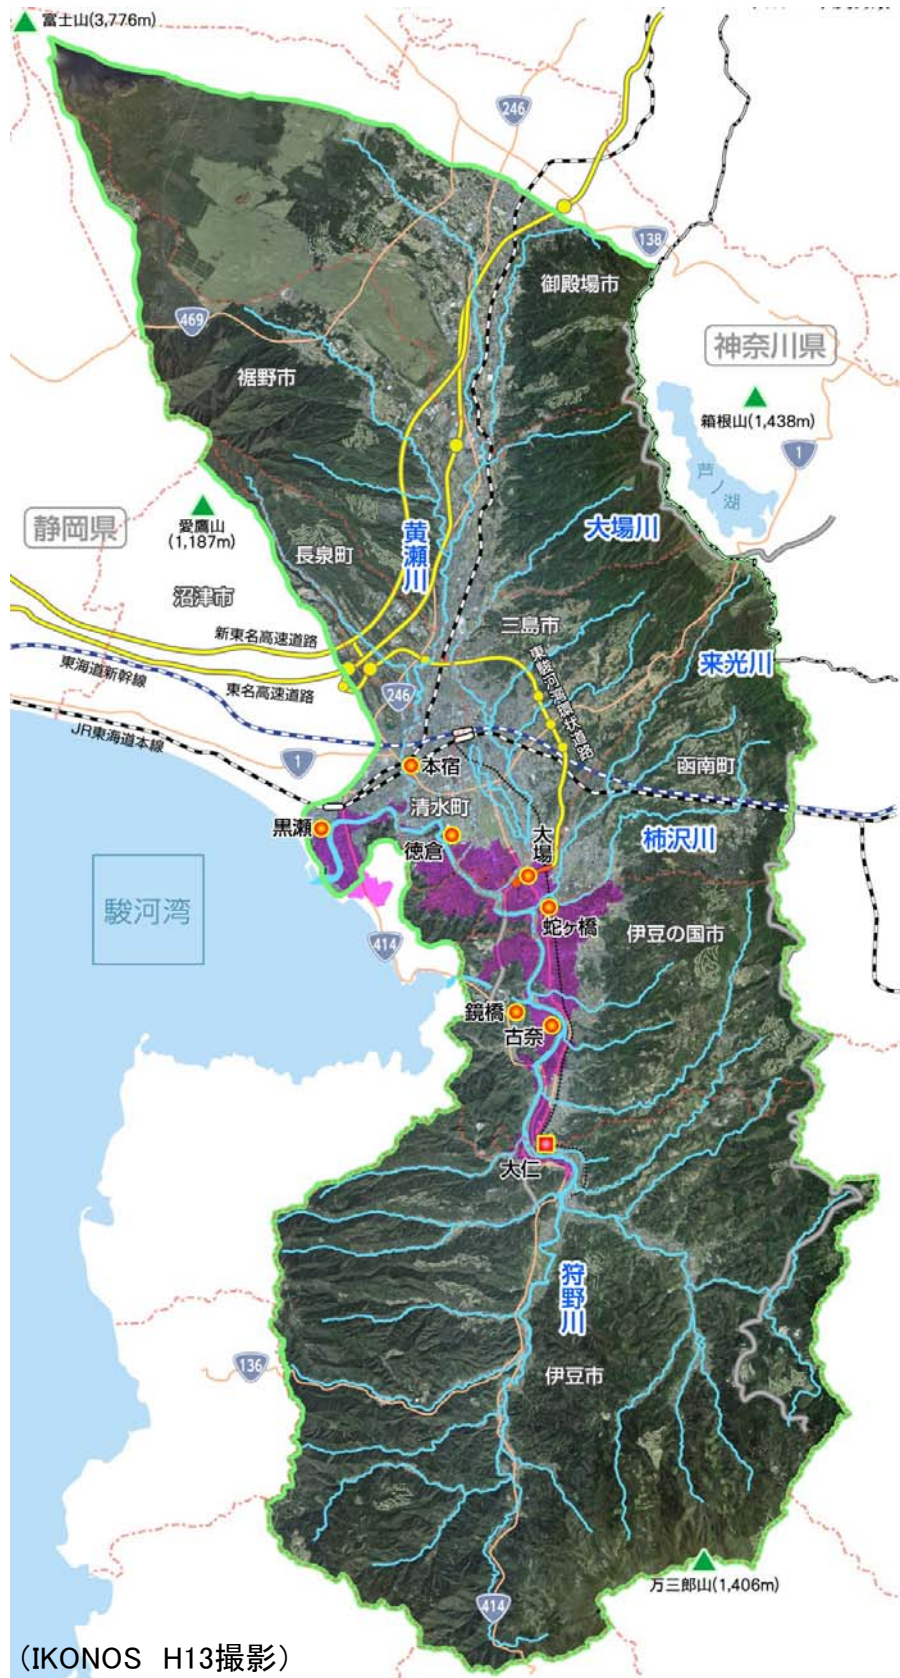 富士山(3,776m)
246
138
御殿場市
469
神奈川県
裾野市
箱根山(1,438m)
1
芦ノ湖
静岡県
愛鷹山
(1,187m)
黄瀬川
大場川
長泉町
沼津市
三島市
新東名高速道路
東海道新幹線
東名高速道路
東駿河湾環状道路
来光川
246
JR東海道本線
1
本宿
函南町
清水町
黒瀬
徳倉
大場
柿沢川
駿河湾
蛇ヶ橋
伊豆の国市
414
鏡橋
古奈
大仁
狩野川
136
伊豆市
万三郎山(1,406m)
414
(IKONOS H13撮影)